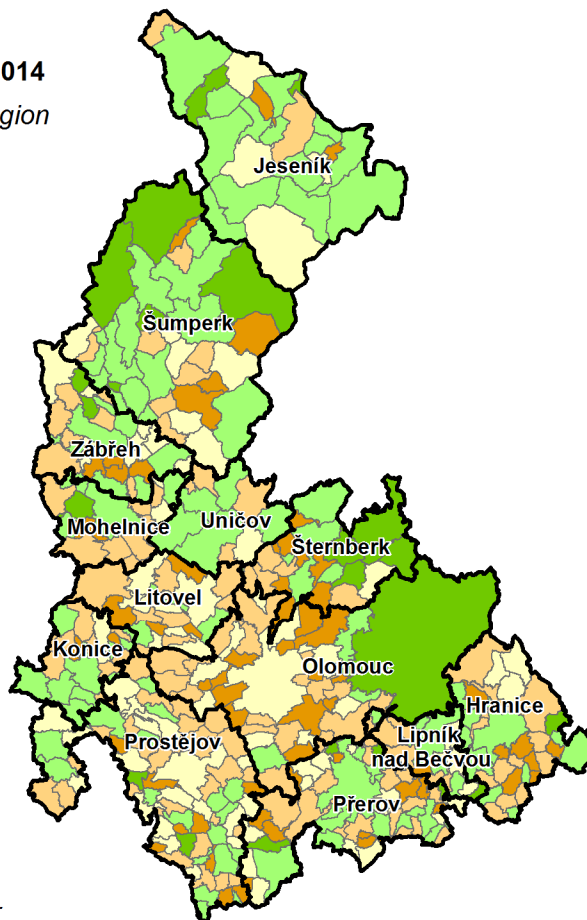 014
gion
Jeseník
Šumperk
Zábřeh
Mohelnice
Uničov
Šternberk
Litovel
Konice
Olomouc
Hranice
Prostějov
Lipník
nad Bečvou
Přerov